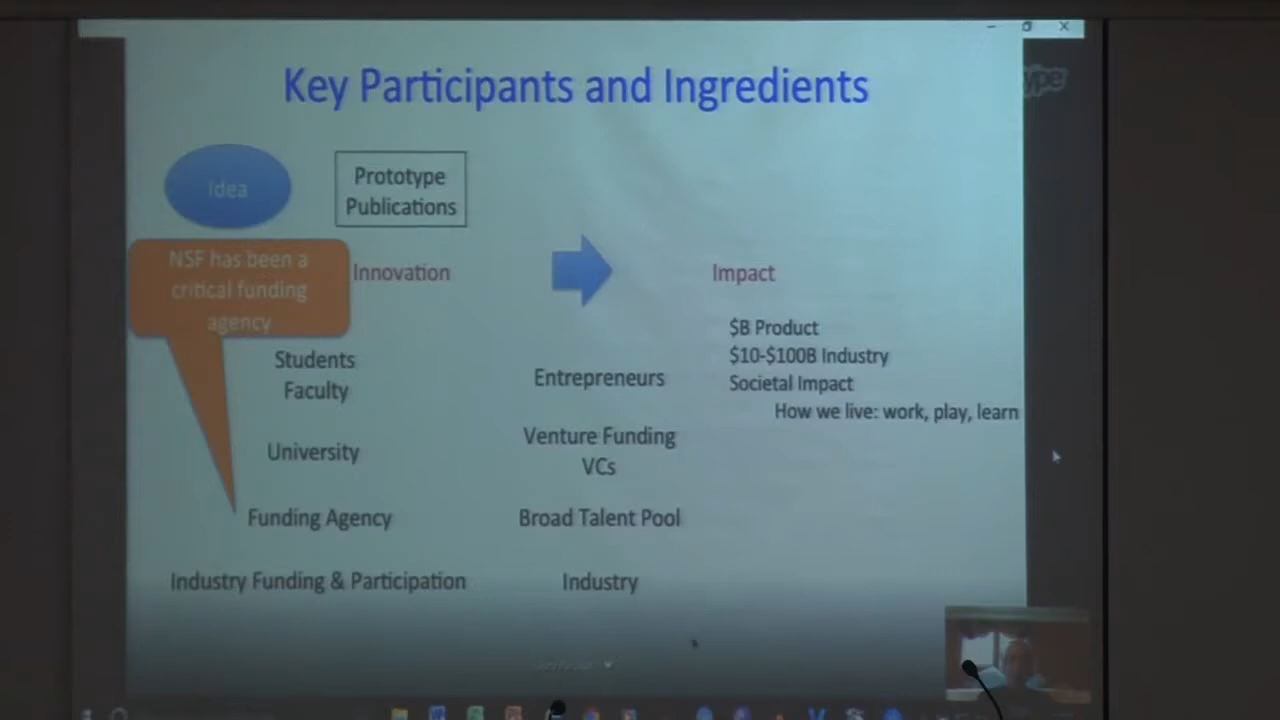 Key Participants and Ingredients
Idea
Prototype
Publications
NSF has been a
critical funding
agency
Innovation
Impact
$B Product
$10-$100B Industry
Societal Impact
How we live: work, play, learn
Students
Faculty
University
Funding Agency
Industry Funding & Participation
Entrepreneurs
Venture Funding
VCs
Broad Talent Pool
Industry